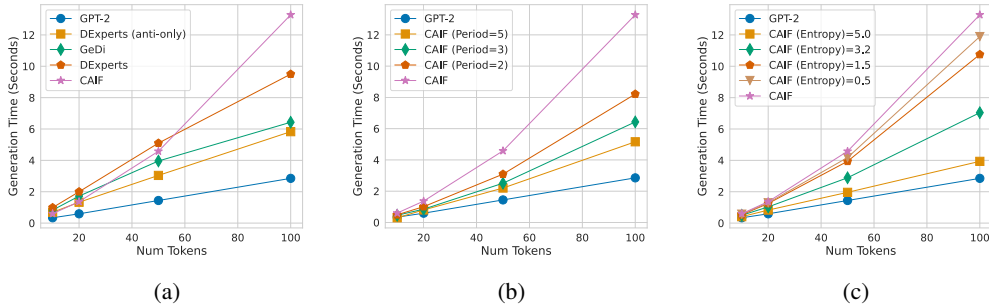 Generation Time (Seconds)
12
10
8
6
4
2
0
GPT-2
DExperts (anti-only)
GeDi
DExperts
CAIF
20 40 60 80 100
Num Tokens
(a)
Generation Time (Seconds)
12
10
8
6
4
2
0
GPT-2
CAIF (Period=5)
CAIF (Period=3)
CAIF (Period=2)
CAIF
20 40 60 80 100
Num Tokens
(b)
Generation Time (Seconds)
12
10
8
6
4
2
0
GPT-2
CAIF (Entropy)=5.0
CAIF (Entropy)=3.2
CAIF (Entropy)=1.5
CAIF (Entropy)=0.5
CAIF
20 40 60 80 100
Num Tokens
(c)